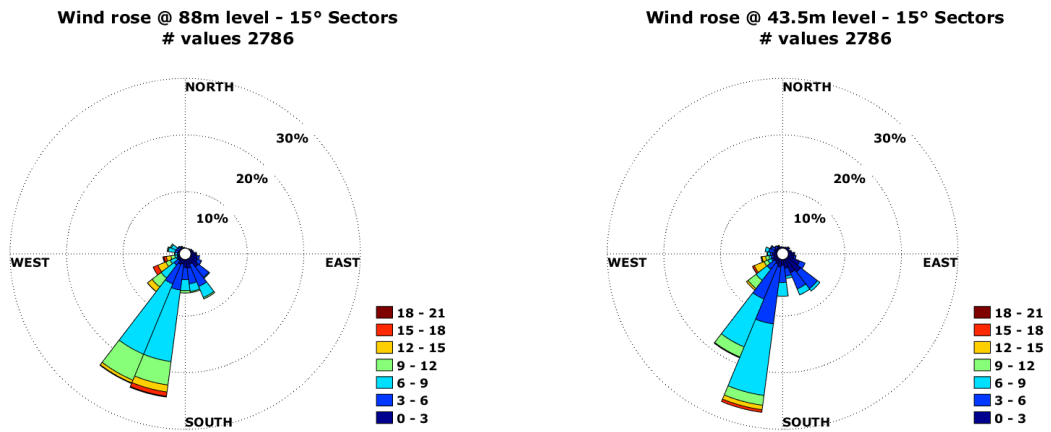 Wind rose @ 88m level - 15° Sectors
# values 2786
NORTH
30%
20%
10%
WEST
EAST
SOUTH
18 - 21
15 - 18
12 - 15
9 - 12
6 - 9
3 - 6
0 - 3
Wind rose @ 43.5m level - 15° Sectors
# values 2786
NORTH
30%
20%
10%
WEST
EAST
SOUTH
18 - 21
15 - 18
12 - 15
9 - 12
6 - 9
3 - 6
0 - 3